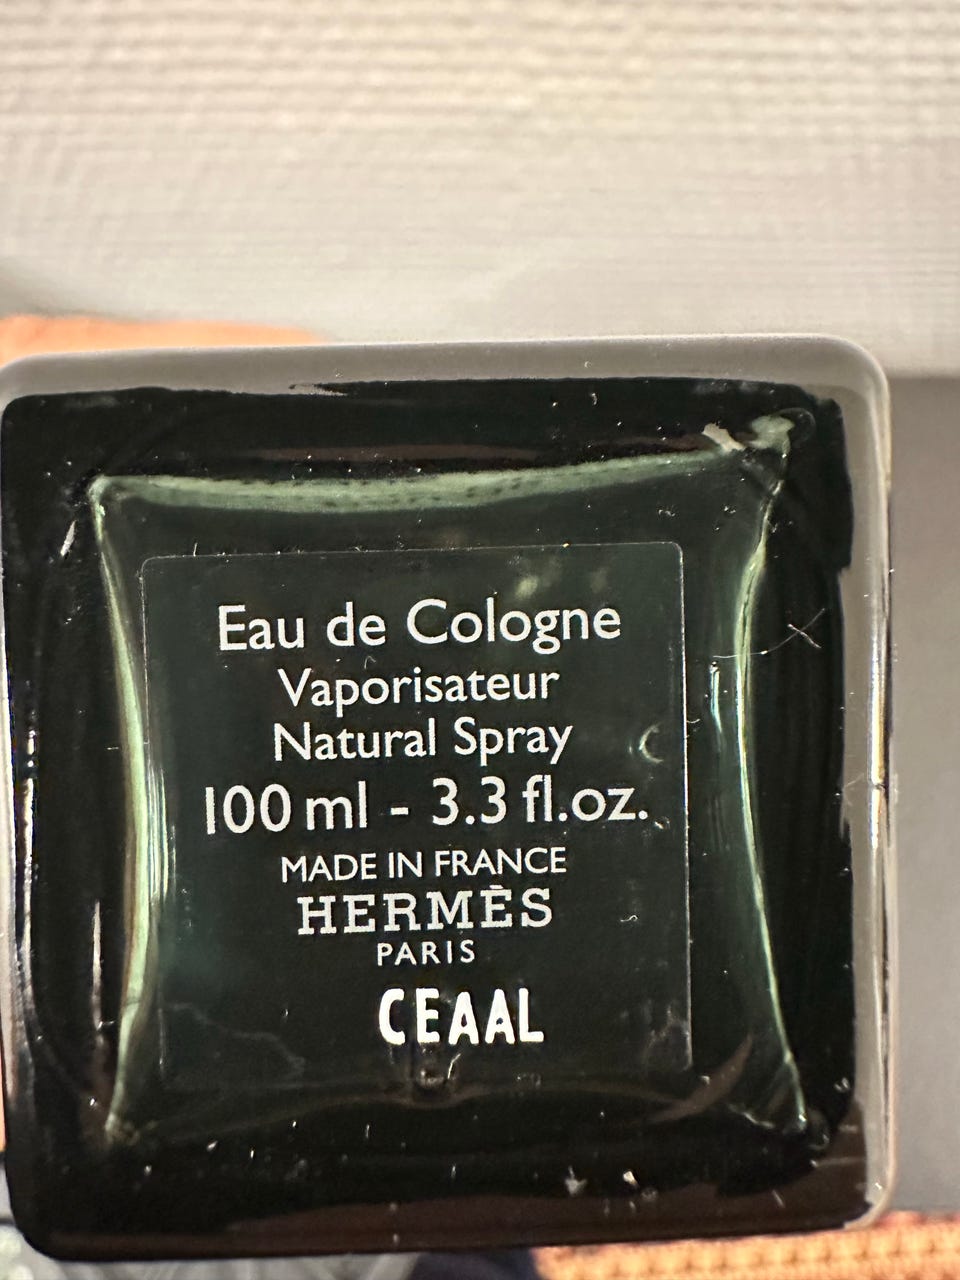 Eau de Cologne
Vaporisateur
Natural Spray
100 ml - 3.3 fl.oz.
MADE IN FRANCE
HERMÈS
PARIS
CEAAL